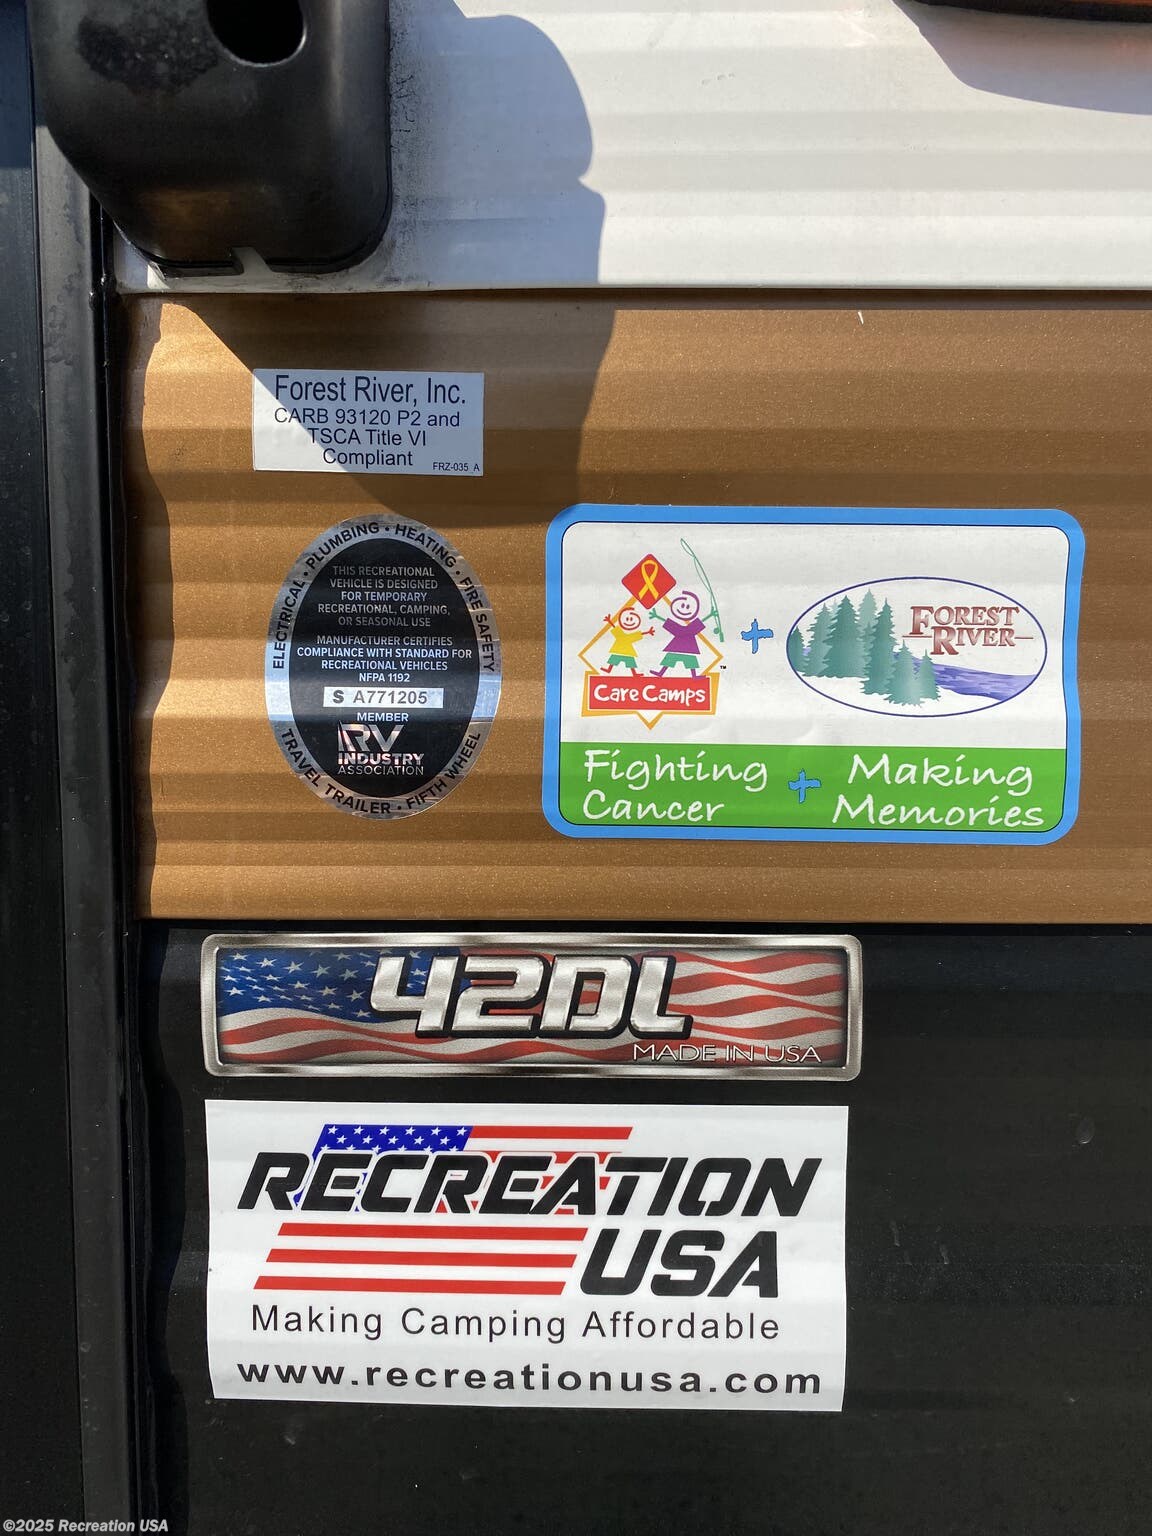 Forest River, Inc.
CARB 93120 P2 and
TSCA Title VI
Compliant
FRZ-035 A
ELECTRICAL • PLUMBING • HEATING • FIRE SAFETY
THIS RECREATIONAL
VEHICLE IS DESIGNED
FOR TEMPORARY
RECREATIONAL, CAMPING,
OR SEASONAL USE
MANUFACTURER CERTIFIES
COMPLIANCE WITH STANDARD FOR
RECREATIONAL VEHICLES
NFPA 1192
S A771205
MEMBER
RV
INDUSTRY
ASSOCIATION
TRAVEL TRAILER • FIFTH WHEEL
Care Camps
™
+
FOREST
RIVER
Fighting
Cancer
+
Making
Memories
42DL
MADE IN USA
RECREATION
USA
Making Camping Affordable
www.recreationusa.com
©2025 Recreation USA